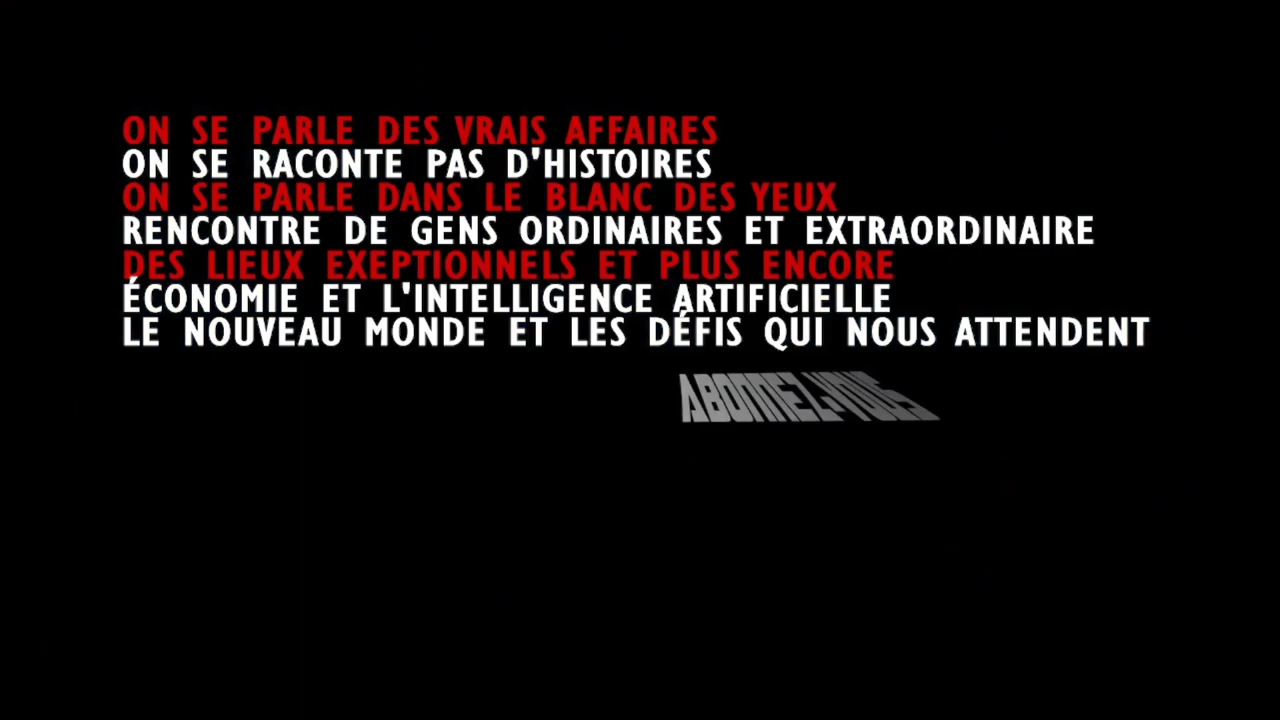 ON SE PARLE DES VRAIS AFFAIRES
ON SE RACONTE PAS D'HISTOIRES
ON SE PARLE DANS LE BLANC DES YEUX
RENCONTRE DE GENS ORDINAIRES ET EXTRAORDINAIRE
DES LIEUX EXEPTIONNELS ET PLUS ENCORE
ÉCONOMIE ET L'INTELLIGENCE ARTIFICIELLE
LE NOUVEAU MONDE ET LES DÉFIS QUI NOUS ATTENDENT
ABONNEZ-VOUS